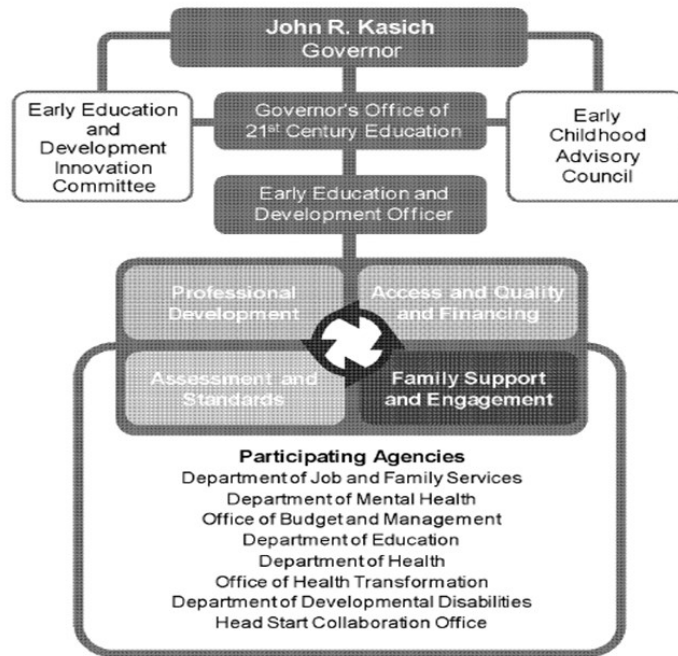 John R. Kasich
Governor
Early Education
and
Development
Innovation
Committee
Governor's Office of
21st Century Education
Early
Childhood
Advisory
Council
Early Education and
Development Officer
Professional
Development
Access and Quality
and Financing
Assessment and
Standards
Family Support
and Engagement
Participating Agencies
Department of Job and Family Services
Department of Mental Health
Office of Budget and Management
Department of Education
Department of Health
Office of Health Transformation
Department of Developmental Disabilities
Head Start Collaboration Office